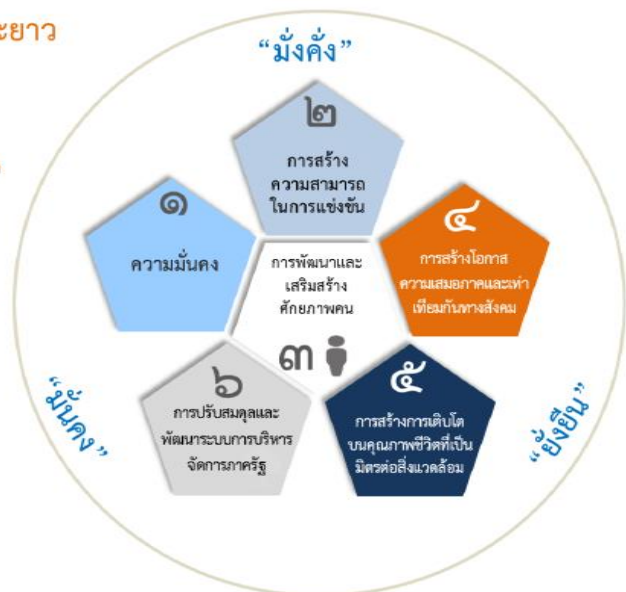 ะยาว
“มั่งคั่ง”
๒
การสร้าง
ความสามารถ
ในการแข่งขัน
๑
ความมั่นคง
การพัฒนาและ
เสริมสร้าง
ศักยภาพคน
๓
๔
การสร้างโอกาส
ความเสมอภาคและเท่า
เทียมกันทางสังคม
๖
การปรับสมดุลและ
พัฒนาระบบการบริหาร
จัดการภาครัฐ
๕
การสร้างการเติบโต
บนคุณภาพชีวิตที่เป็น
มิตรต่อสิ่งแวดล้อม
“มั่นคง”
“ยั่งยืน”